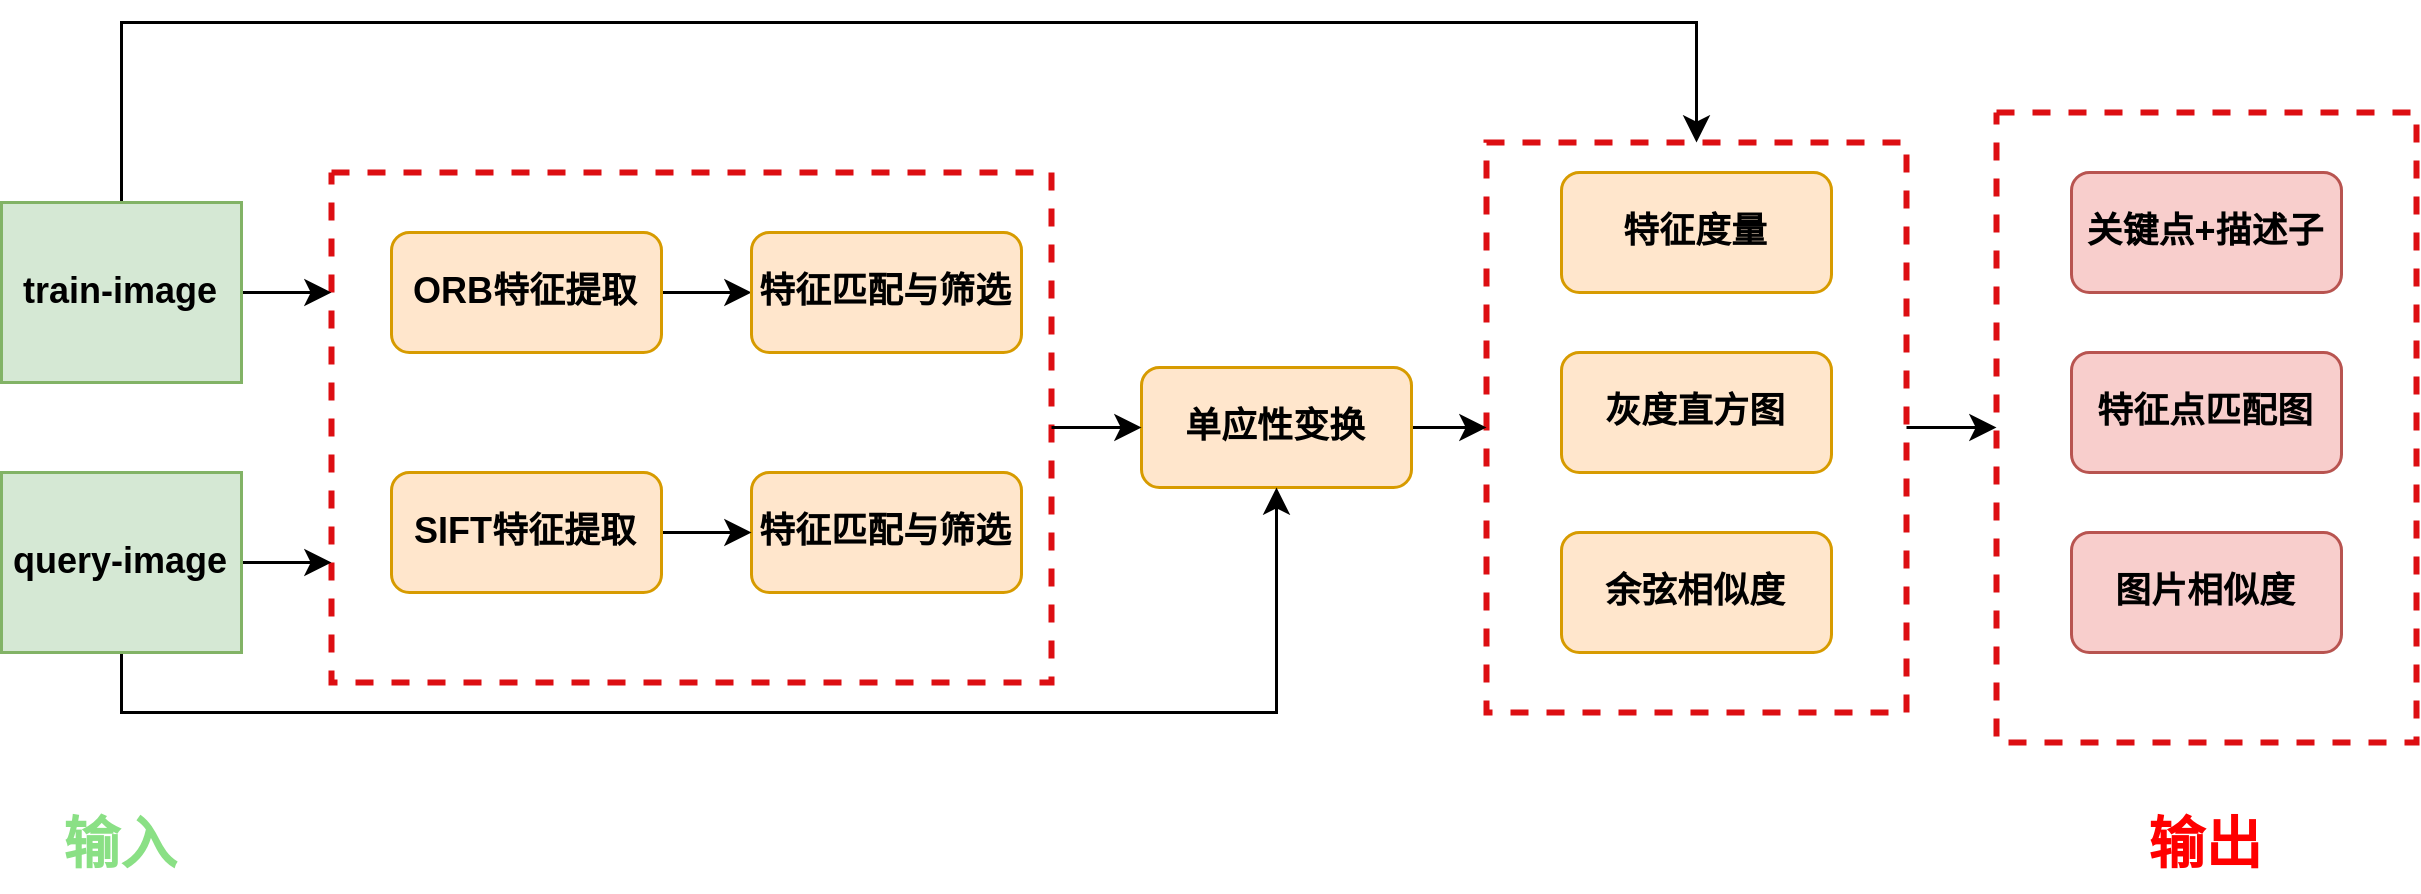 train-image
query-image
ORB特征提取
特征匹配与筛选
SIFT特征提取
特征匹配与筛选
单应性变换
特征度量
灰度直方图
余弦相似度
关键点+描述子
特征点匹配图
图片相似度
输入
输出